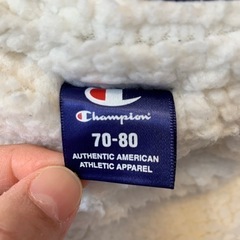 Champion
70-80
AUTHENTIC AMERICAN
ATHLETIC APPAREL